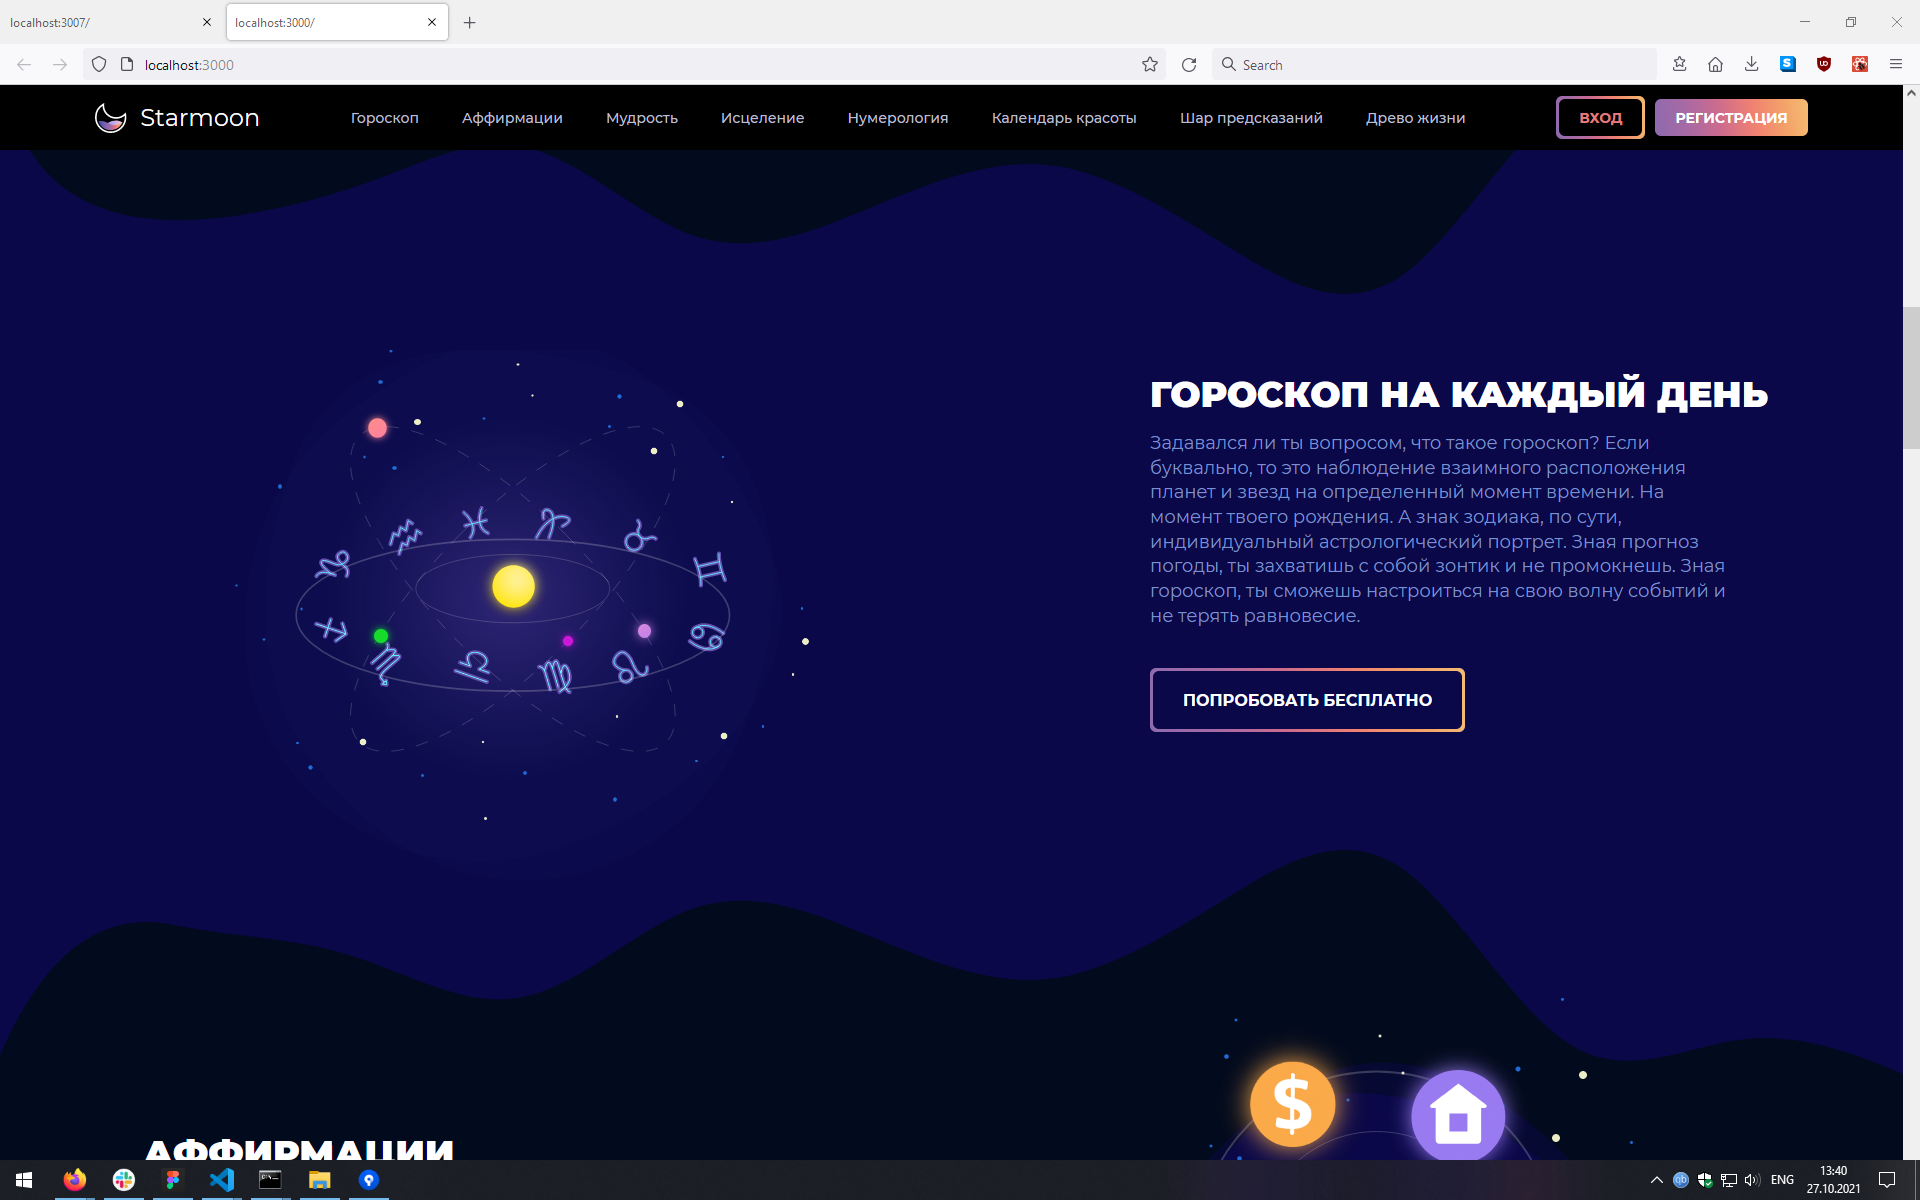 localhost:3007/
localhost:3000/
localhost:3000
Search
Starmoon
Гороскоп
Аффирмации
Мудрость
Исцеление
Нумерология
Календарь красоты
Шар предсказаний
Древо жизни
ВХОД
РЕГИСТРАЦИЯ
ГОРОСКОП НА КАЖДЫЙ ДЕНЬ
Задавался ли ты вопросом, что такое гороскоп? Если
буквально, то это наблюдение взаимного расположения
планет и звезд на определенный момент времени. На
момент твоего рождения. А знак зодиака, по сути,
индивидуальный астрологический портрет. Зная прогноз
погоды, ты захватишь с собой зонтик и не промокнешь. Зная
гороскоп, ты сможешь настроиться на свою волну событий и
не терять равновесие.
ПОПРОБОВАТЬ БЕСПЛАТНО
$
АФФИРМАЦИИ
ENG
13:40
27.10.2021